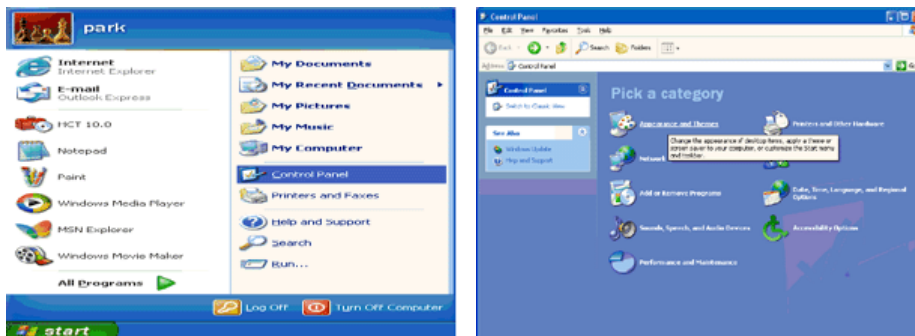 park
Internet
Internet Explorer
E-mail
Outlook Express
HCT 10.0
Notepad
Paint
Windows Media Player
MSN Explorer
Windows Movie Maker
All Programs
My Documents
My Recent Documents
My Pictures
My Music
My Computer
Control Panel
Printers and Faxes
Help and Support
Search
Run...
Log Off
Turn Off Computer
start
Control Panel
File Edit View Favorites Tools Help
Back
Search
Folders
Address
Control Panel
Go
Control Panel
Switch to Classic View
See Also
Windows Update
Help and Support
Pick a category
Appearance and Themes
Printers and Other Hardware
Change the appearance of desktop items, apply a theme or
screen saver to your computer, or customize the Start menu
and taskbar.
Network
Add or Remove Programs
Date, Time, Language, and Regional
Options
Sounds, Speech, and Audio Devices
Accessibility Options
Performance and Maintenance